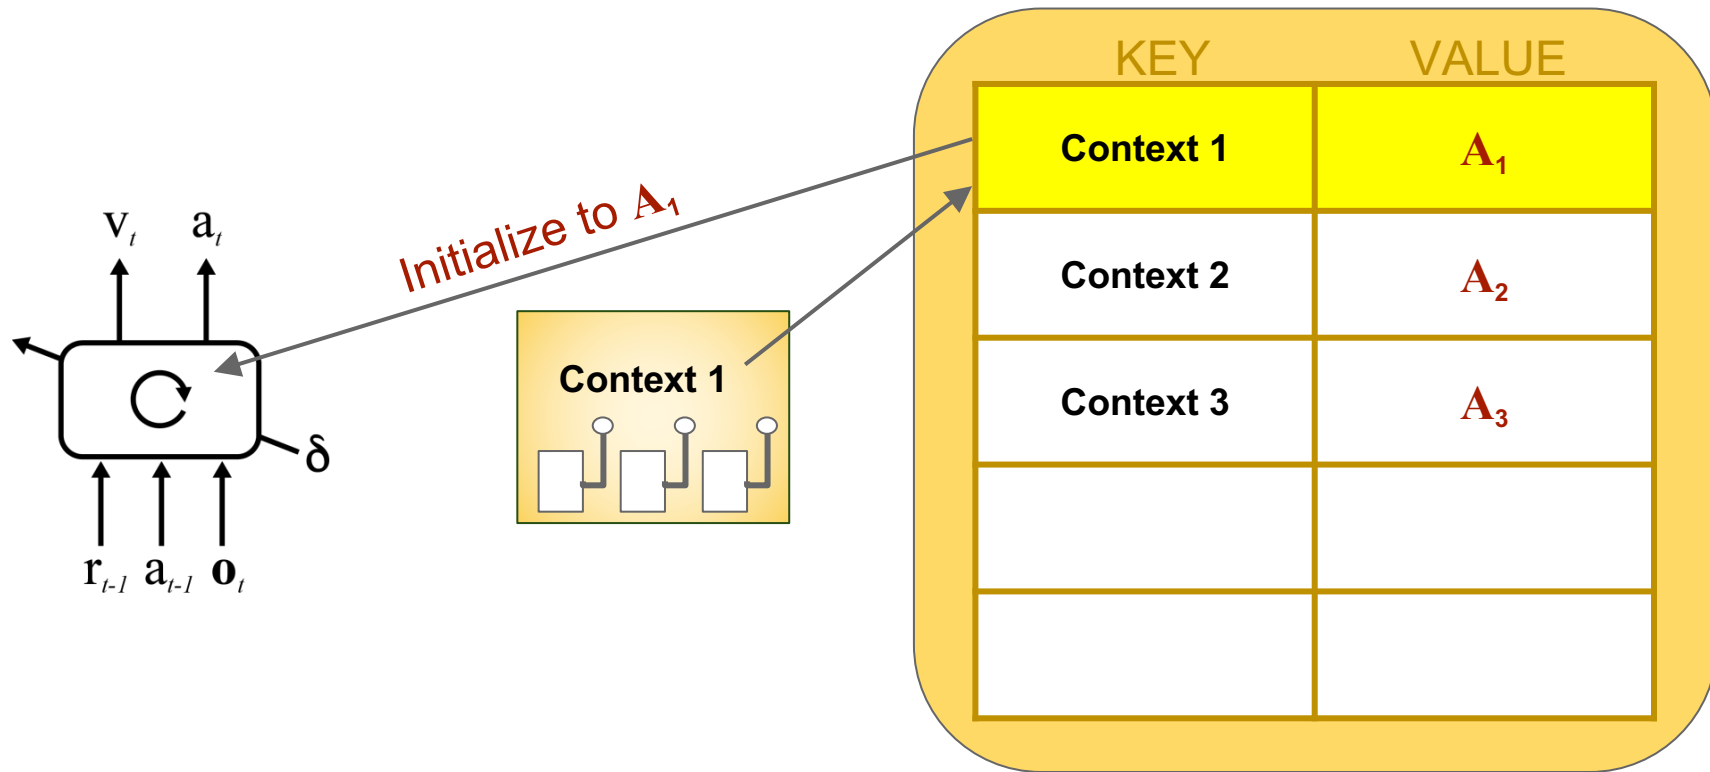 KEY VALUE
Context 1 A₁
Context 2 A₂
Context 3 A₃
Initialize to A₁
Context 1
vₜ aₜ
δ
rₜ₋₁ aₜ₋₁ oₜ